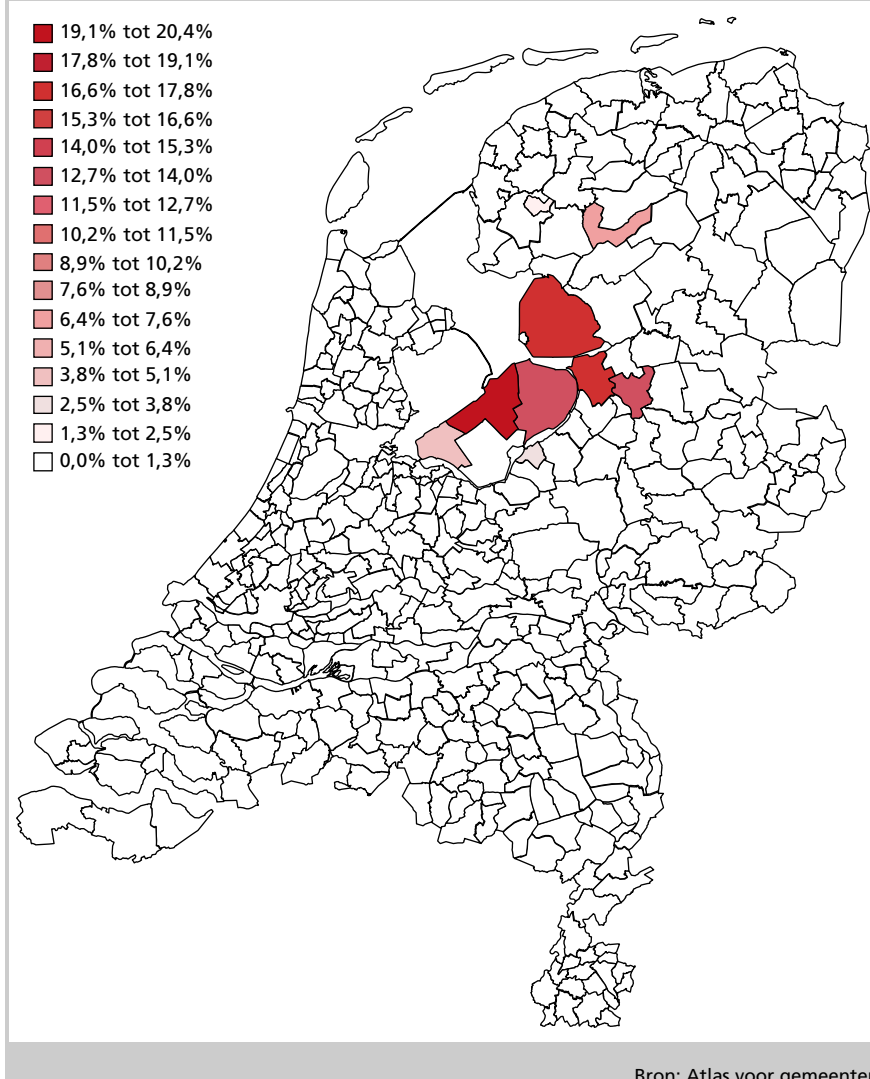 19,1% tot 20,4%
17,8% tot 19,1%
16,6% tot 17,8%
15,3% tot 16,6%
14,0% tot 15,3%
12,7% tot 14,0%
11,5% tot 12,7%
10,2% tot 11,5%
8,9% tot 10,2%
7,6% tot 8,9%
6,4% tot 7,6%
5,1% tot 6,4%
3,8% tot 5,1%
2,5% tot 3,8%
1,3% tot 2,5%
0,0% tot 1,3%
Bron: Atlas voor gemeenten